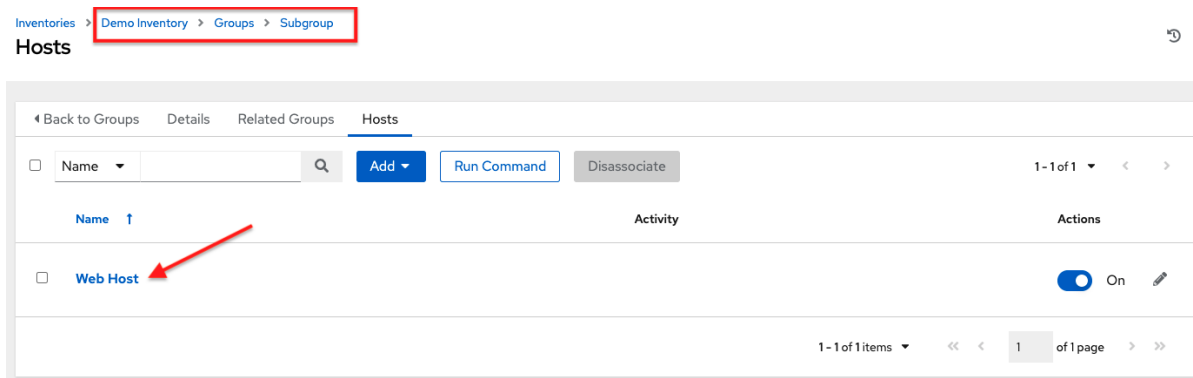 Inventories > Demo Inventory > Groups > Subgroup
Hosts
Back to Groups Details Related Groups Hosts
Name Add Run Command Disassociate 1 - 1 of 1
Name Activity Actions
Web Host On
1 - 1 of 1 items 1 of 1 page